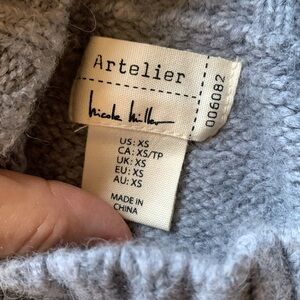 Artelier
nicole miller
006082
US: XS
CA: XS/TP
UK: XS
EU: XS
AU: XS
MADE IN
CHINA